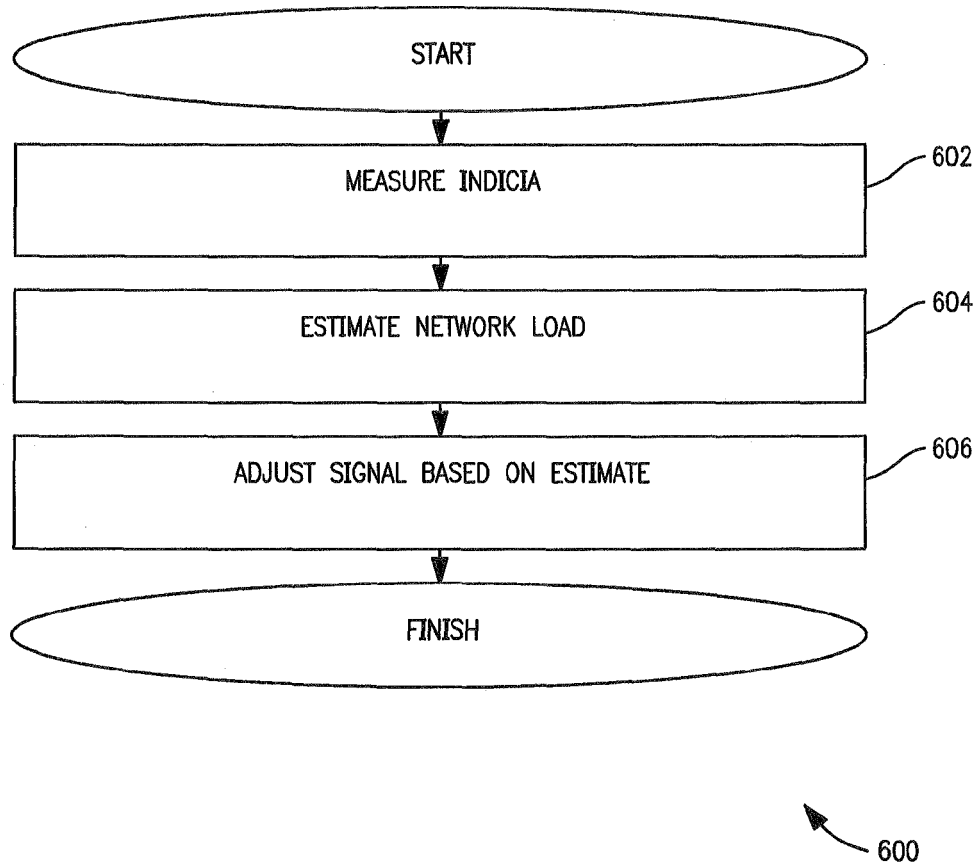 START
MEASURE INDICIA
602
ESTIMATE NETWORK LOAD
604
ADJUST SIGNAL BASED ON ESTIMATE
606
FINISH
600